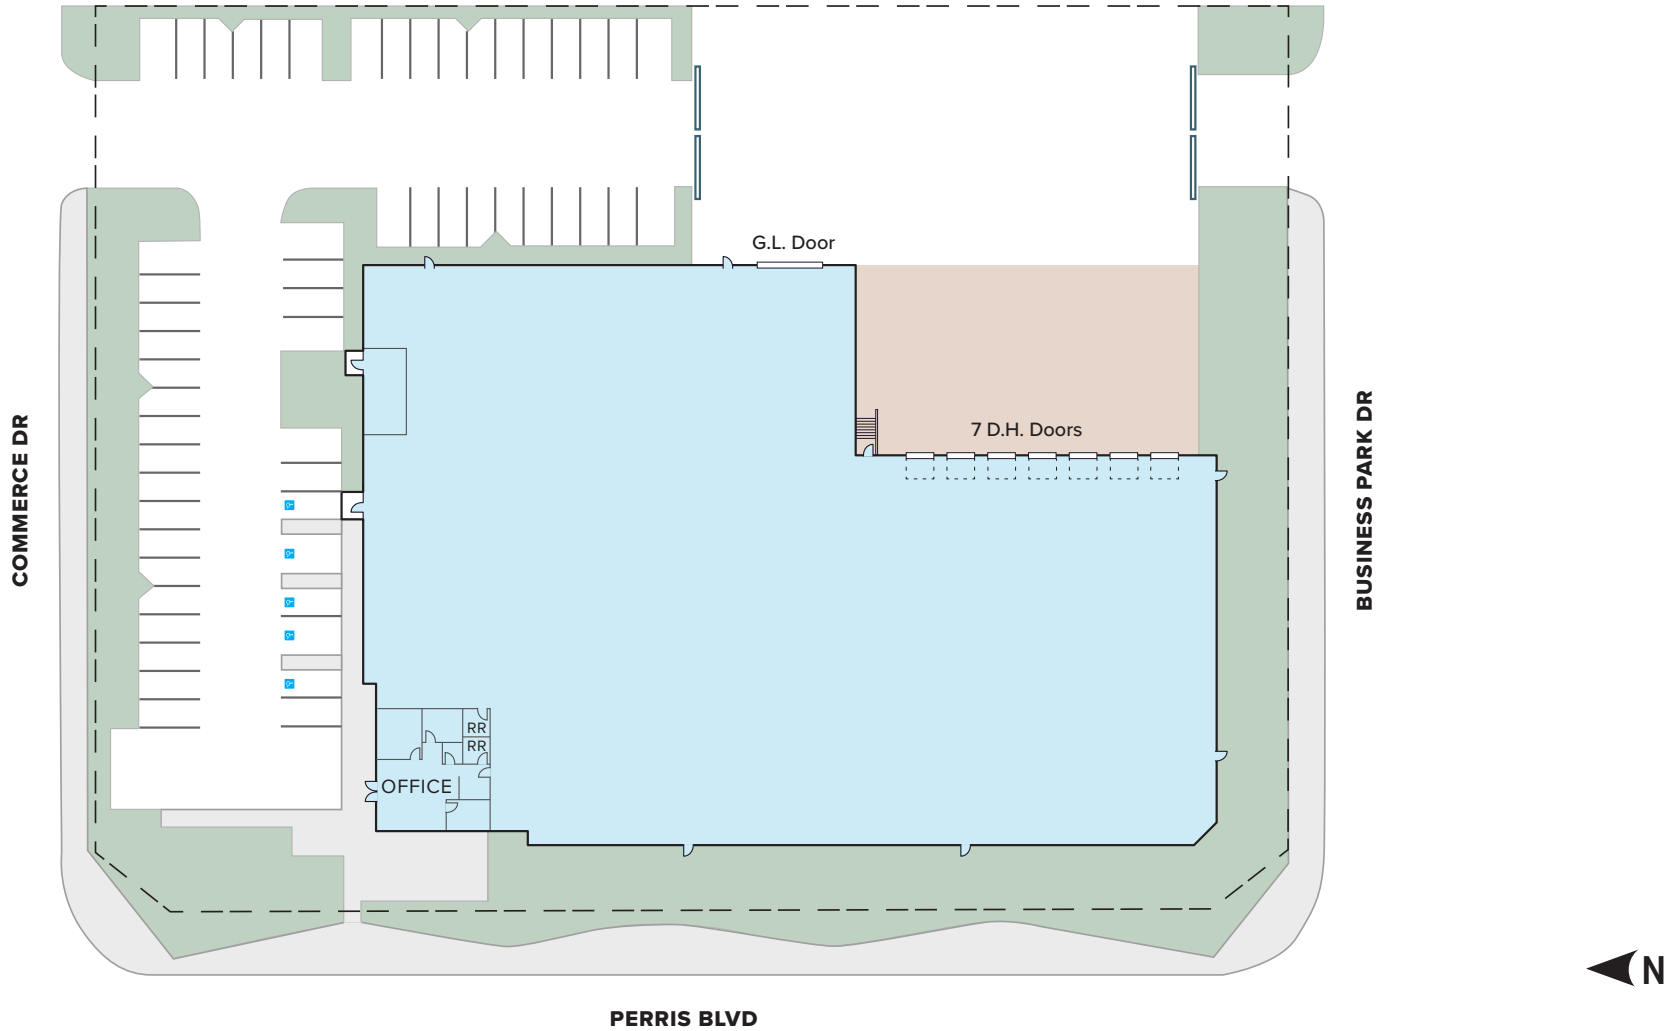 G.L. Door
7 D.H. Doors
COMMERCE DR
BUSINESS PARK DR
RR
RR
OFFICE
N
PERRIS BLVD